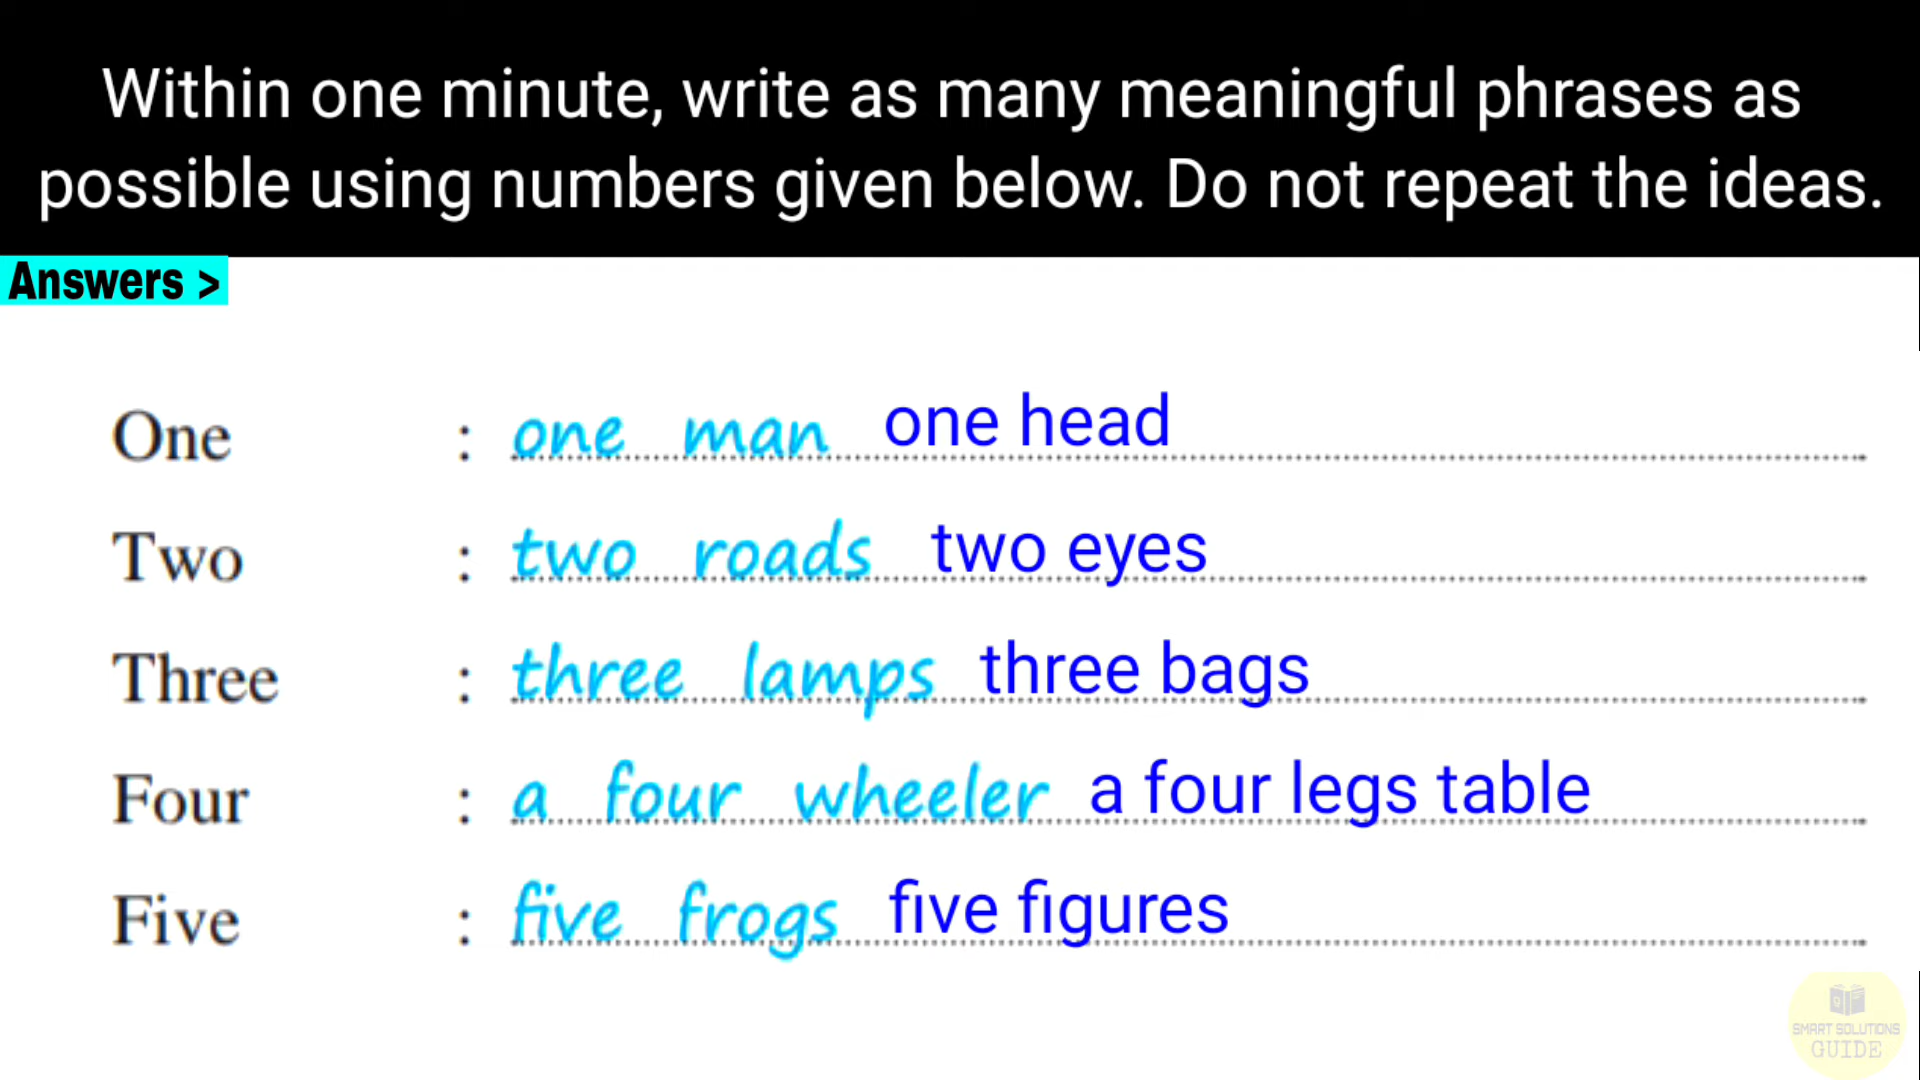 Within one minute, write as many meaningful phrases as
possible using numbers given below. Do not repeat the ideas.
Answers >
One : one man one head
Two : two roads two eyes
Three : three lamps three bags
Four : a four wheeler a four legs table
Five : five frogs five figures
SMART SOLUTIONS
GUIDE